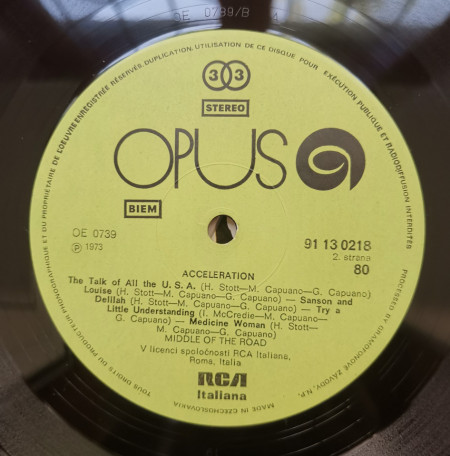 OE 0739/B
TOUS DROITS DU PRODUCTEUR PHONOGRAPHIQUE ET DU PROPRIETAIRE DE L'OEUVRE ENREGISTRÉE RÉSERVÉS. DUPLICATION, UTILISATION DE CE DISQUE POUR EXÉCUTION PUBLIQUE ET RADIODIFFUSION INTERDITES
33
STEREO
OPUS
BIEM
OE 0739
℗ 1973
91 13 0218
2. strana
80
ACCELERATION
The Talk of All the U. S. A. (H. Stott—M. Capuano—G. Capuano)
Louise (H. Stott—M. Capuano—G. Capuano) — Sanson and
Delilah (H. Stott—M. Capuano—G. Capuano) — Try a
Little Understanding (I. McCredie—M. Capuano—
G. Capuano) — Medicine Woman (H. Stott—
M. Capuano—G. Capuano)
MIDDLE OF THE ROAD
V licenci spoločnosti RCA Italiana,
Roma, Italia
RCA
Italiana
MADE IN CZECHOSLOVAKIA
PROCESSED BY GRAMOFONOVÉ ZÁVODY, N.P.